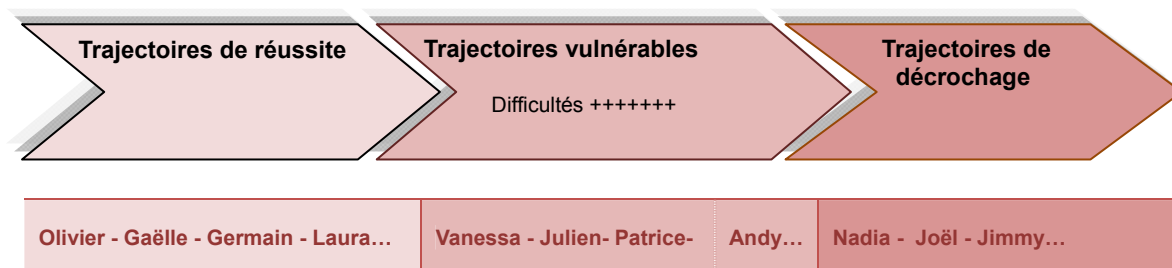 Trajectoires de réussite
Trajectoires vulnérables
Difficultés +++++++
Trajectoires de
décrochage
Olivier - Gaëlle - Germain - Laura…
Vanessa - Julien- Patrice-
Andy…
Nadia -  Joël - Jimmy…